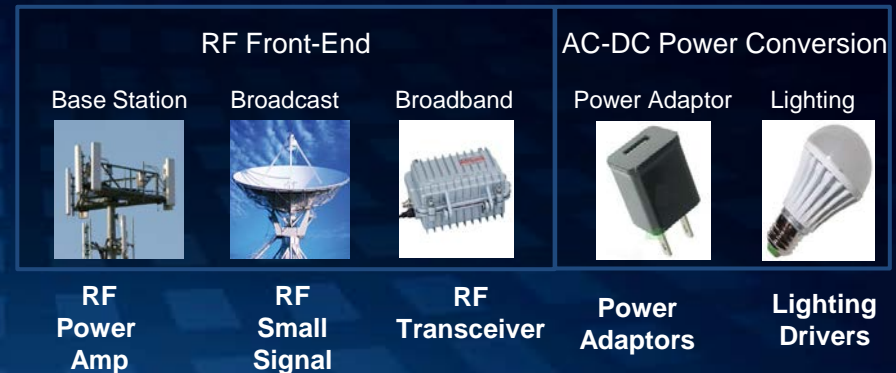 RF Front-End
AC-DC Power Conversion
Base Station
Broadcast
Broadband
Power Adaptor
Lighting
RF
Power
Amp
RF
Small
Signal
RF
Transceiver
Power
Adaptors
Lighting
Drivers